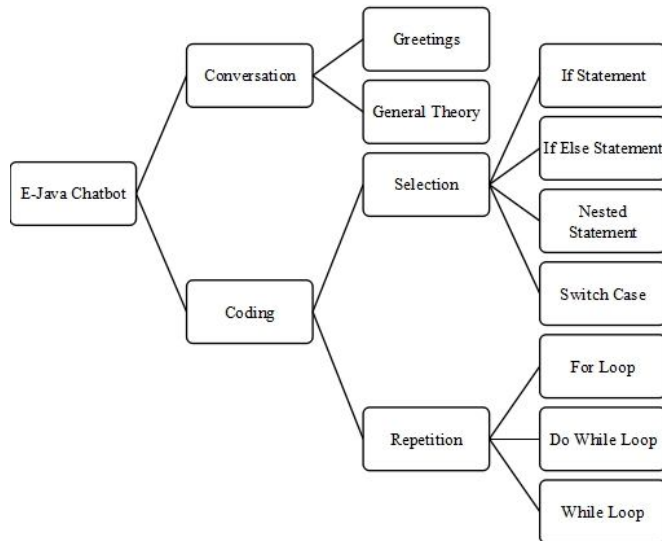 Greetings
Conversation
General Theory
If Statement
If Else Statement
E-Java Chatbot
Selection
Nested
Statement
Switch Case
Coding
For Loop
Repetition
Do While Loop
While Loop